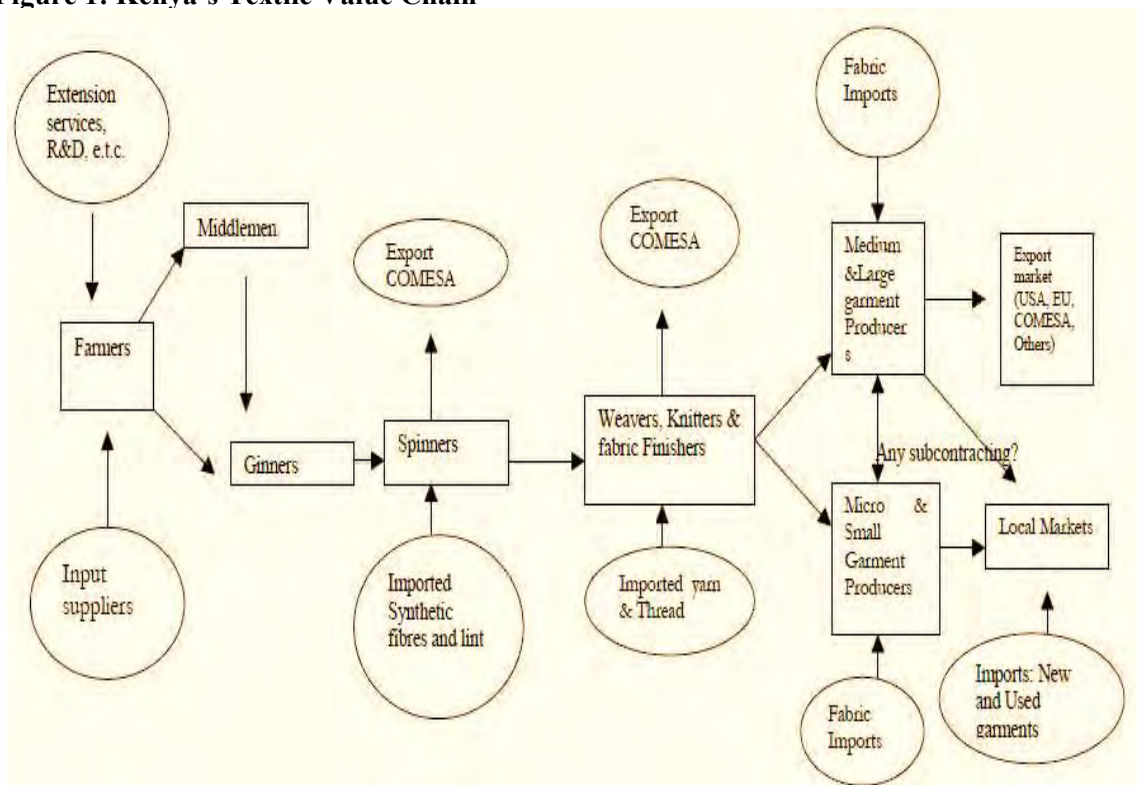 Figure 1: Kenya's Textile Value Chain
Extension
services,
R&D, e.t.c.
Middlemen
Farmers
Input
suppliers
Ginners
Export
COMESA
Spinners
Imported
Synthetic
fibres and lint
Export
COMESA
Weavers, Knitters &
fabric Finishers
Imported yarn
& Thread
Fabric
Imports
Medium
&Large
garment
Producer
s
Export
market
(USA, EU,
COMESA,
Others)
Any subcontracting?
Micro &
Small
Garment
Producers
Local Markets
Fabric
Imports
Imports: New
and Used
garments